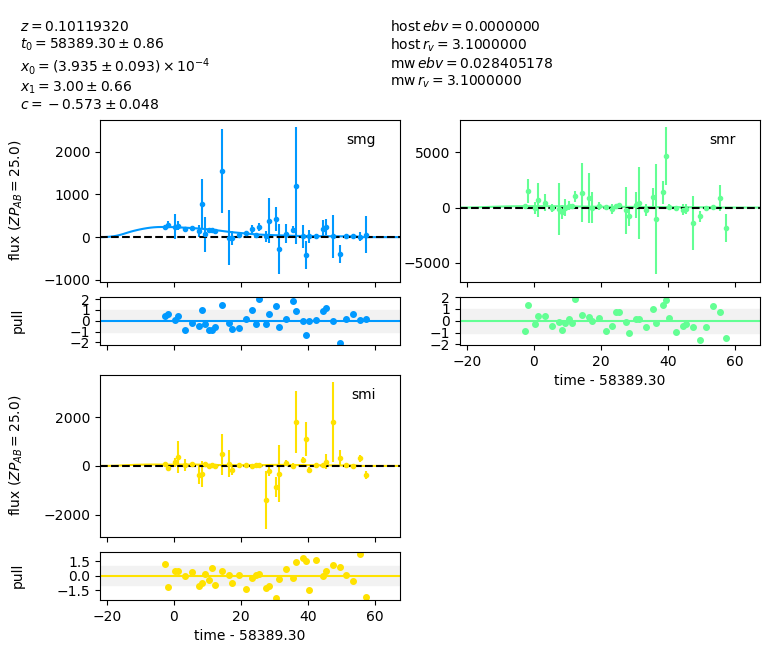 z = 0.10119320
t₀ = 58389.30 ± 0.86
x₀ = (3.935 ± 0.093) × 10⁻⁴
x₁ = 3.00 ± 0.66
c = −0.573 ± 0.048
host ebv = 0.0000000
host r_v = 3.1000000
mw ebv = 0.028405178
mw r_v = 3.1000000
smg
flux (ZP_AB = 25.0)
2000
1000
0
−1000
pull
2
1
0
−1
−2
smr
5000
0
−5000
2
1
0
−1
−2
−20 0 20 40 60
time - 58389.30
smi
flux (ZP_AB = 25.0)
2000
0
−2000
pull
1.5
0.0
−1.5
−20 0 20 40 60
time - 58389.30